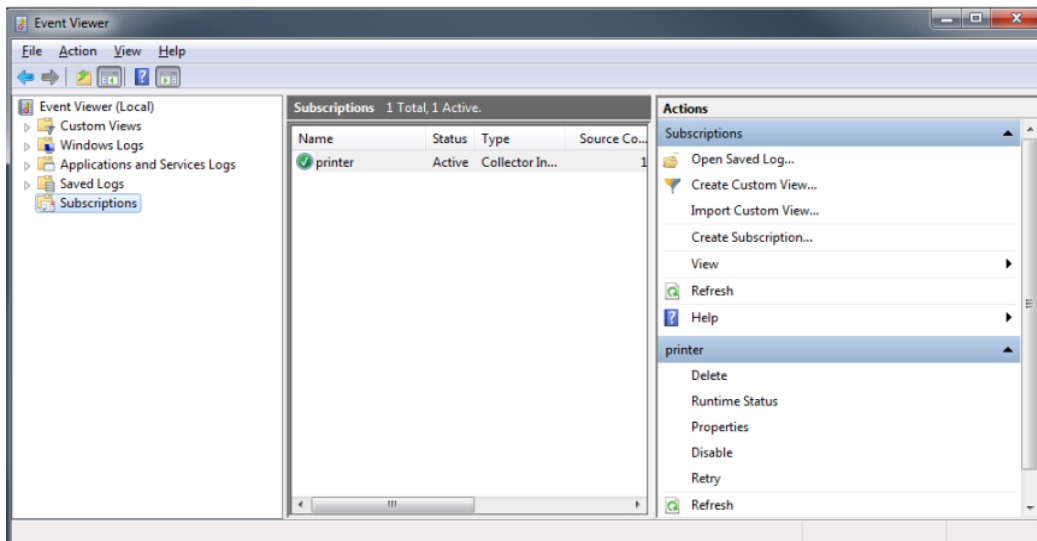 Event Viewer
File Action View Help
Event Viewer (Local)
Custom Views
Windows Logs
Applications and Services Logs
Saved Logs
Subscriptions
Subscriptions 1 Total, 1 Active.
Name Status Type Source Co...
printer Active Collector In... 1
Actions
Subscriptions
Open Saved Log...
Create Custom View...
Import Custom View...
Create Subscription...
View
Refresh
Help
printer
Delete
Runtime Status
Properties
Disable
Retry
Refresh